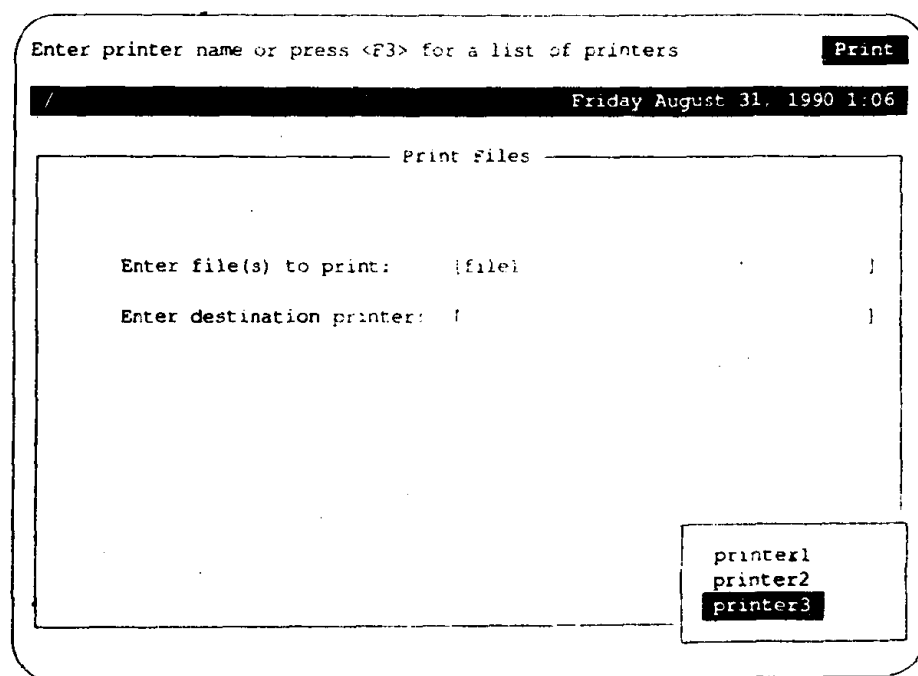 Enter printer name or press <F3> for a list of printers Print
/ Friday August 31, 1990 1:06
Print Files
Enter file(s) to print: [file1 ]
Enter destination printer: [ ]
printer1
printer2
printer3